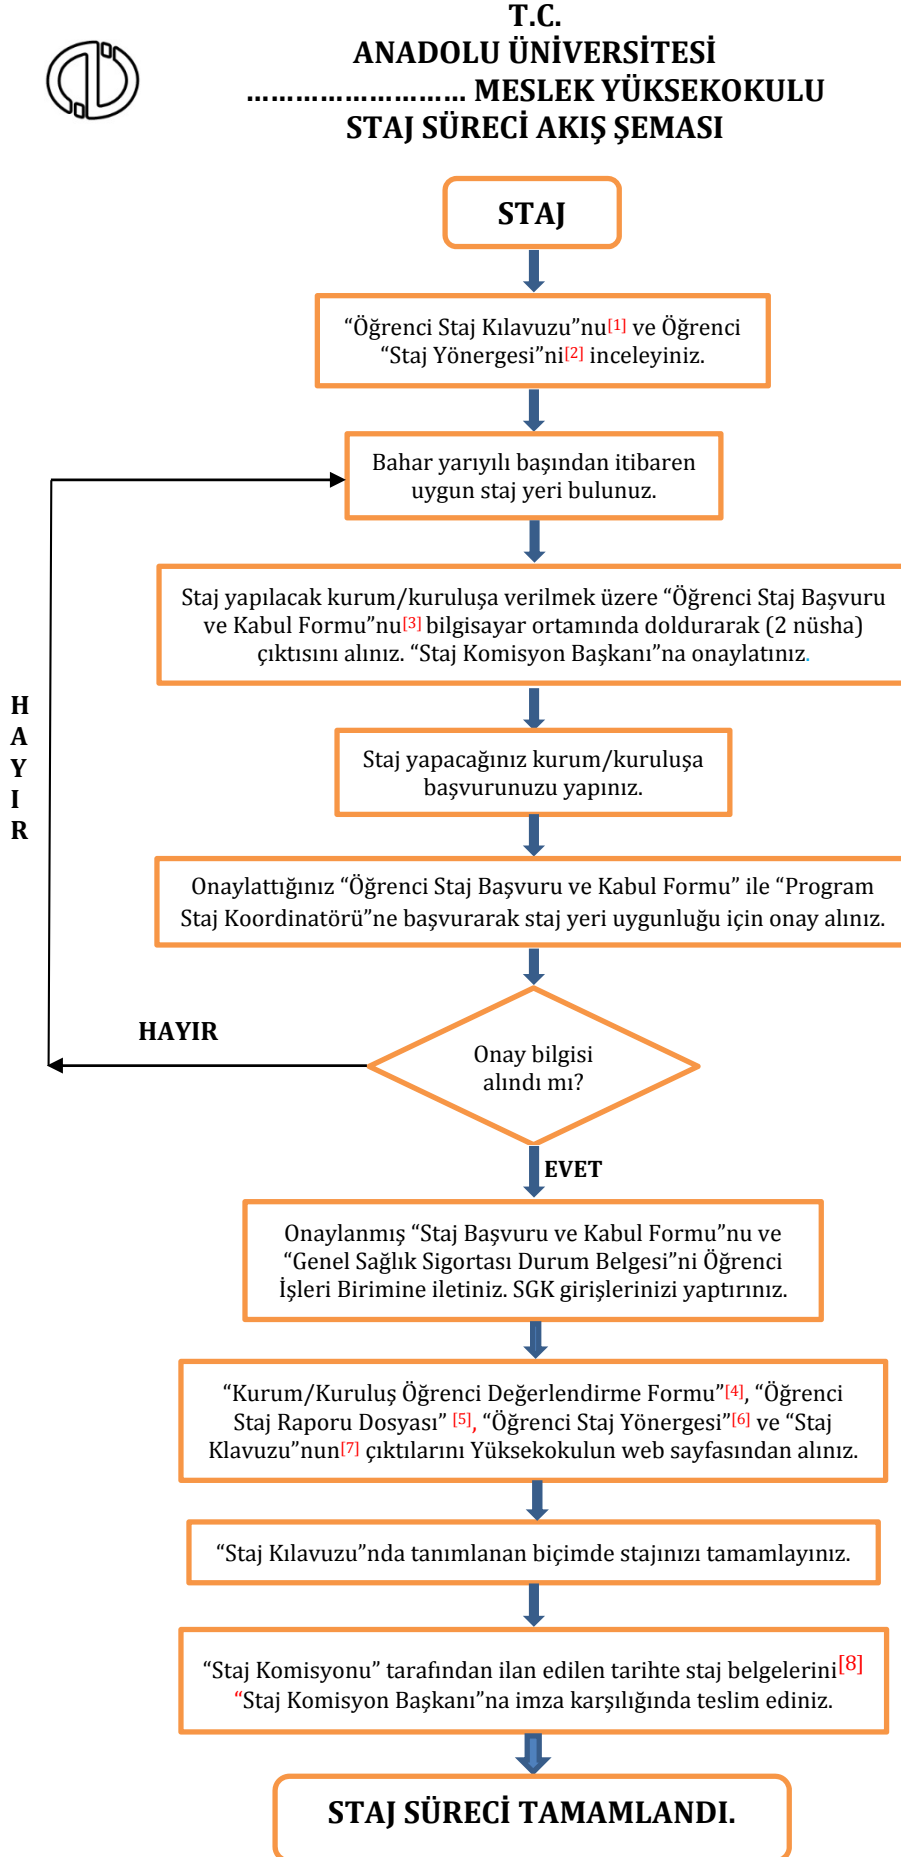 T.C.
ANADOLU ÜNİVERSİTESİ
........................... MESLEK YÜKSEKOKULU
STAJ SÜRECİ AKIŞ ŞEMASI
STAJ
“Öğrenci Staj Kılavuzu”nu[1] ve Öğrenci
“Staj Yönergesi”ni[2] inceleyiniz.
Bahar yarıyılı başından itibaren
uygun staj yeri bulunuz.
Staj yapılacak kurum/kuruluşa verilmek üzere “Öğrenci Staj Başvuru
ve Kabul Formu”nu[3] bilgisayar ortamında doldurarak (2 nüsha)
çıktısını alınız. “Staj Komisyon Başkanı”na onaylatınız.
H
A
Y
I
R
Staj yapacağınız kurum/kuruluşa
başvurunuzu yapınız.
Onaylattığınız “Öğrenci Staj Başvuru ve Kabul Formu” ile “Program
Staj Koordinatörü”ne başvurarak staj yeri uygunluğu için onay alınız.
HAYIR
Onay bilgisi
alındı mı?
EVET
Onaylanmış “Staj Başvuru ve Kabul Formu”nu ve
“Genel Sağlık Sigortası Durum Belgesi”ni Öğrenci
İşleri Birimine iletiniz. SGK girişlerinizi yaptırınız.
“Kurum/Kuruluş Öğrenci Değerlendirme Formu”[4], “Öğrenci
Staj Raporu Dosyası” [5], “Öğrenci Staj Yönergesi”[6] ve “Staj
Klavuzu”nun[7] çıktılarını Yüksekokulun web sayfasından alınız.
“Staj Kılavuzu”nda tanımlanan biçimde stajınızı tamamlayınız.
“Staj Komisyonu” tarafından ilan edilen tarihte staj belgelerini[8]
“Staj Komisyon Başkanı”na imza karşılığında teslim ediniz.
STAJ SÜRECİ TAMAMLANDI.